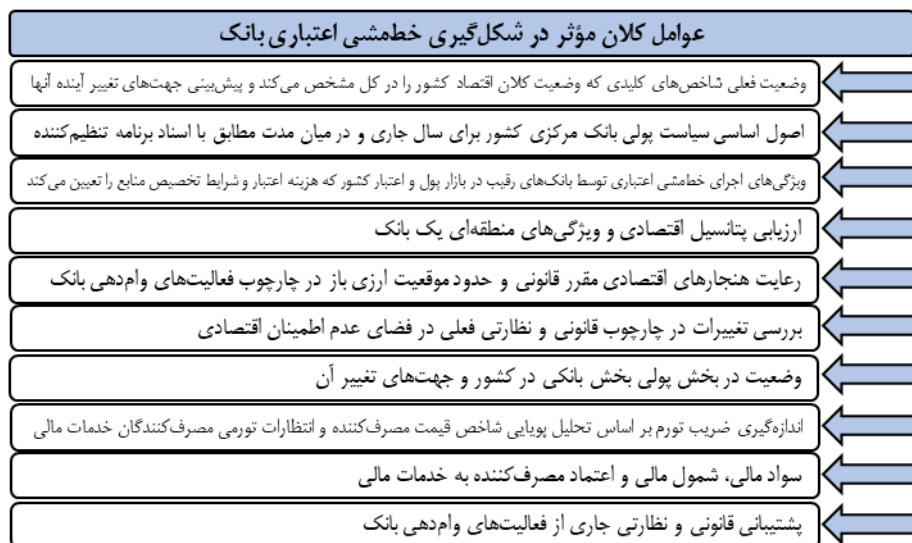 عوامل کلان مؤثر در شکل‌گیری خط‌مشی اعتباری بانک
وضعیت فعلی شاخص‌های کلیدی که وضعیت کلان اقتصاد کشور را در کل مشخص می‌کند و پیش‌بینی جهت‌های تغییر آینده آنها
اصول اساسی سیاست پولی بانک مرکزی کشور برای سال جاری و در میان مدت مطابق با اسناد برنامه تنظیم‌کننده
ویژگی‌های اجرای خط‌مشی اعتباری توسط بانک‌های رقیب در بازار پول و اعتبار کشور که هزینه اعتبار و شرایط تخصیص منابع را تعیین می‌کند
ارزیابی پتانسیل اقتصادی و ویژگی‌های منطقه‌ای یک بانک
رعایت هنجارهای اقتصادی مقرر قانونی و حدود موقعیت ارزی باز در چارچوب فعالیت‌های وام‌دهی بانک
بررسی تغییرات در چارچوب قانونی و نظارتی فعلی در فضای عدم اطمینان اقتصادی
وضعیت در بخش پولی بخش بانکی در کشور و جهت‌های تغییر آن
اندازه‌گیری ضریب تورم بر اساس تحلیل پویایی شاخص قیمت مصرف‌کننده و انتظارات تورمی مصرف‌کنندگان خدمات مالی
سواد مالی، شمول مالی و اعتماد مصرف‌کننده به خدمات مالی
پشتیبانی قانونی و نظارتی جاری از فعالیت‌های وام‌دهی بانک